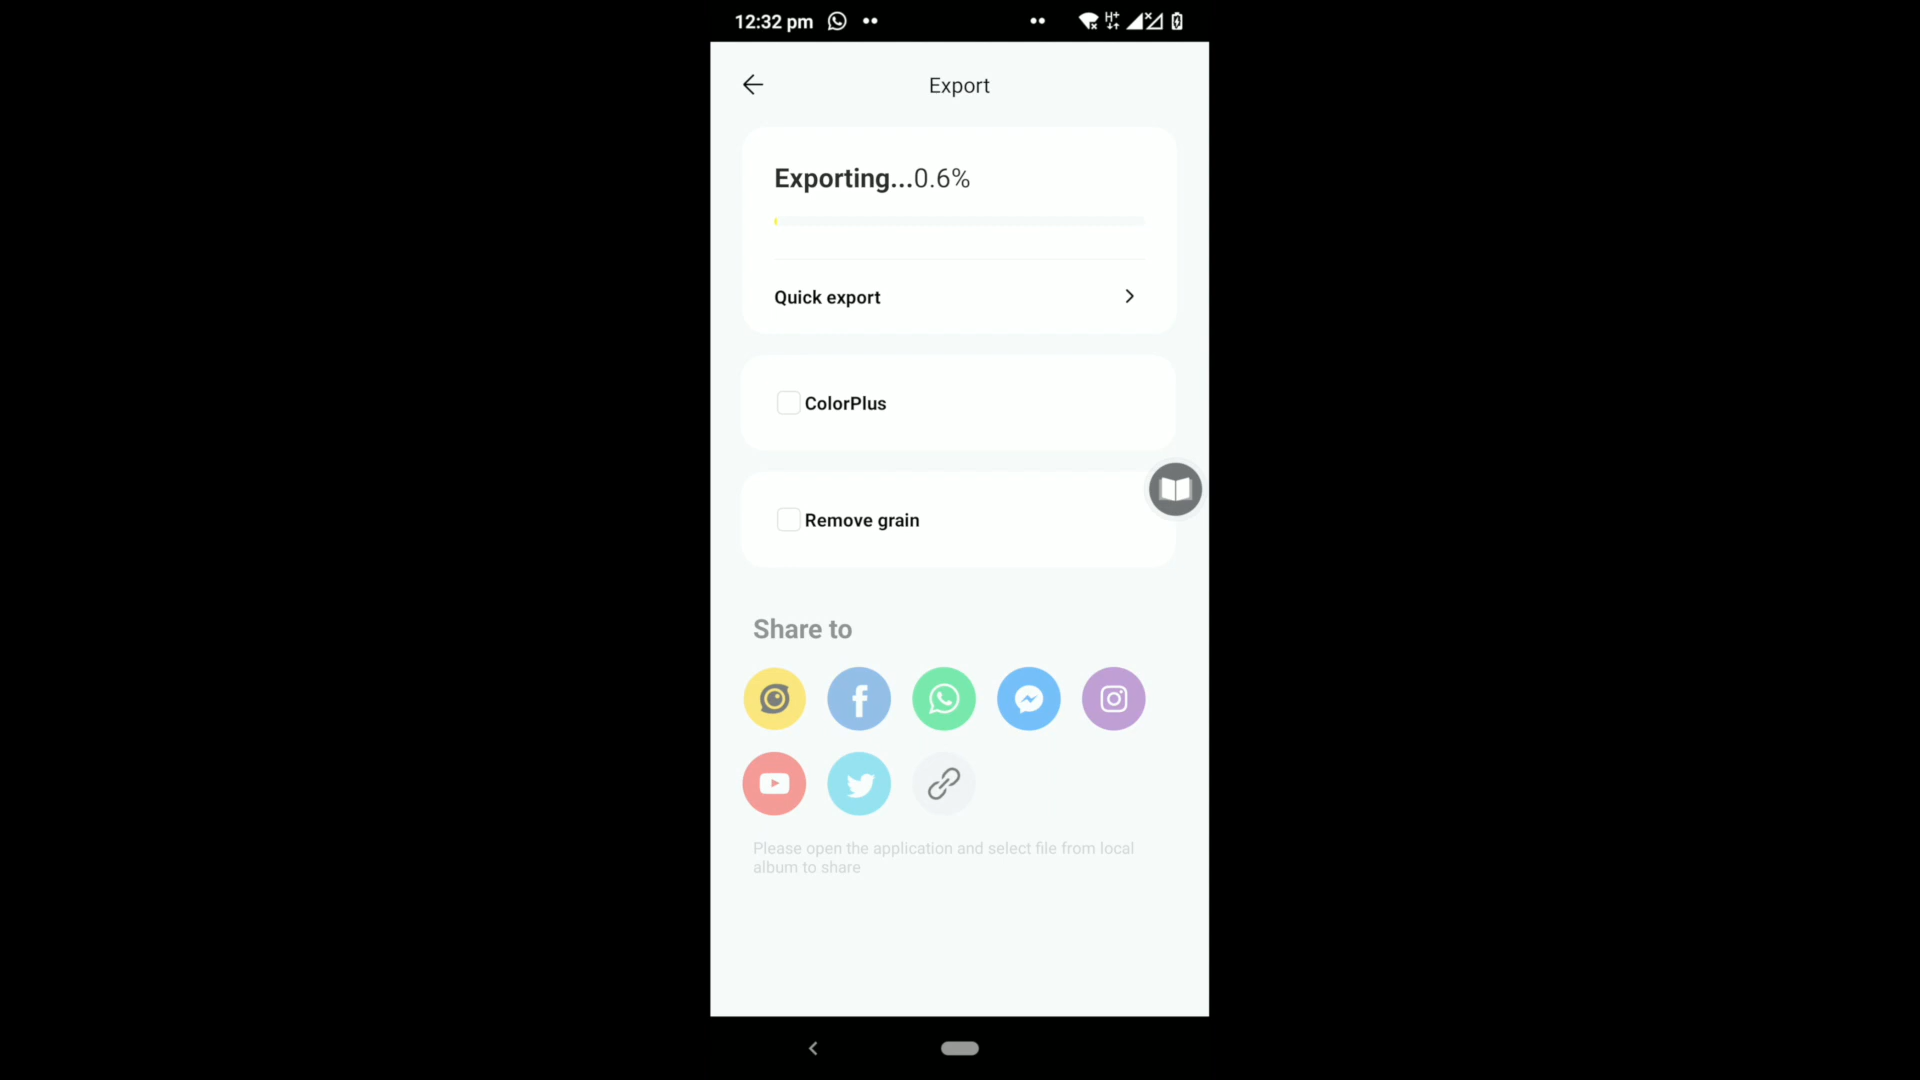 12:32 pm
H+
Export
Exporting...0.6%
Quick export
ColorPlus
Remove grain
Share to
Please open the application and select file from local
album to share